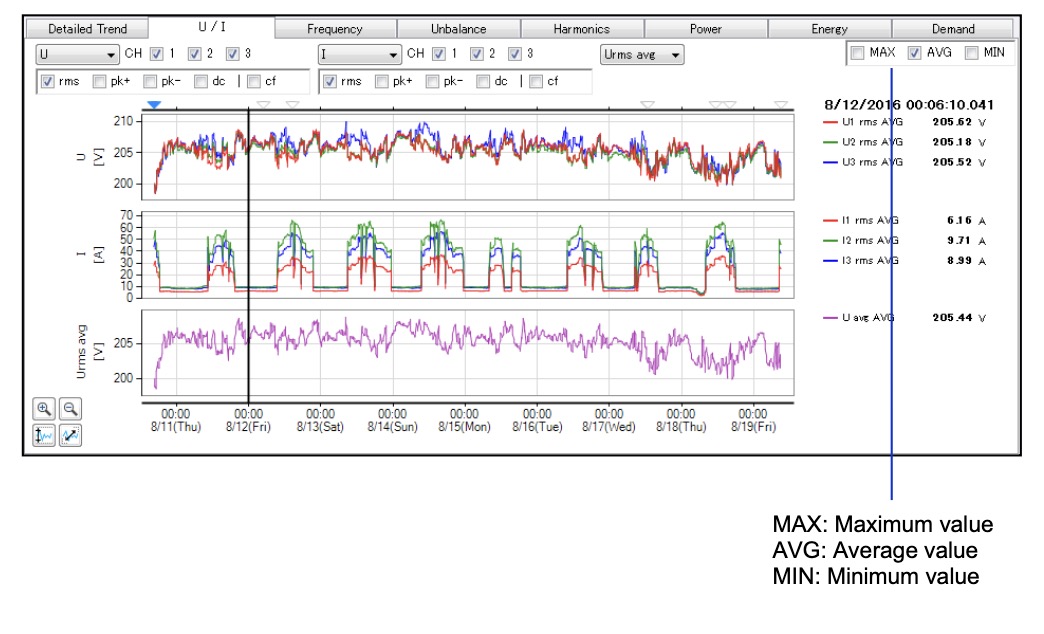 Detailed Trend U / I Frequency Unbalance Harmonics Power Energy Demand
U CH 1 2 3 I CH 1 2 3 Urms avg MAX AVG MIN
rms pk+ pk- dc | cf rms pk+ pk- dc | cf
8/12/2016 00:06:10.041
210
205
200
U
[V]
U1 rms AVG 205.62 V
U2 rms AVG 205.18 V
U3 rms AVG 205.52 V
70
60
50
40
30
20
10
0
I
[A]
I1 rms AVG 6.16 A
I2 rms AVG 9.71 A
I3 rms AVG 8.99 A
205
200
Urms avg
[V]
U avg AVG 205.44 V
00:00 00:00 00:00 00:00 00:00 00:00 00:00 00:00 00:00
8/11(Thu) 8/12(Fri) 8/13(Sat) 8/14(Sun) 8/15(Mon) 8/16(Tue) 8/17(Wed) 8/18(Thu) 8/19(Fri)
MAX: Maximum value
AVG: Average value
MIN: Minimum value